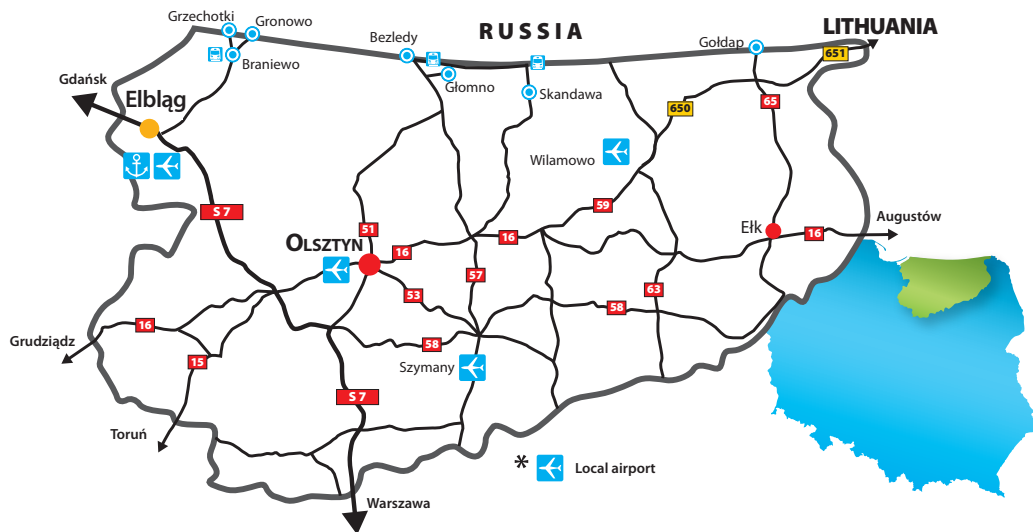 Grzechotki
Gronowo
RUSSIA
LITHUANIA
Bezledy
Gołdap
651
Braniewo
Gdańsk
Głomno
Skandawa
65
650
Elbląg
Wilamowo
S 7
59
51
Ełk
Augustów
16
OLSZTYN
16
16
57
53
63
58
16
58
Grudziądz
15
Szymany
S 7
Toruń
* Local airport
Warszawa